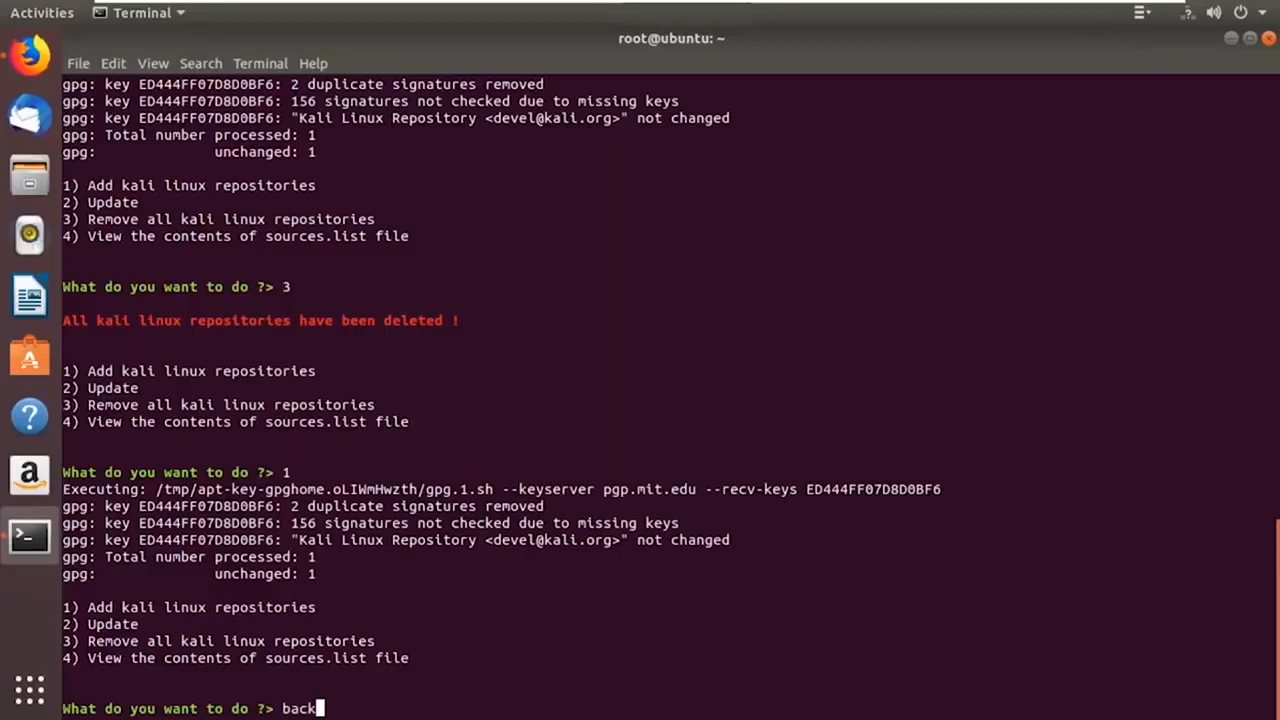 Activities
Terminal
root@ubuntu: ~
File Edit View Search Terminal Help
gpg: key ED444FF07D8D0BF6: 2 duplicate signatures removed
gpg: key ED444FF07D8D0BF6: 156 signatures not checked due to missing keys
gpg: key ED444FF07D8D0BF6: "Kali Linux Repository <devel@kali.org>" not changed
gpg: Total number processed: 1
gpg:              unchanged: 1
1) Add kali linux repositories
2) Update
3) Remove all kali linux repositories
4) View the contents of sources.list file
What do you want to do ?> 3
All kali linux repositories have been deleted !
1) Add kali linux repositories
2) Update
3) Remove all kali linux repositories
4) View the contents of sources.list file
What do you want to do ?> 1
Executing: /tmp/apt-key-gpghome.oLIWmHwzth/gpg.1.sh --keyserver pgp.mit.edu --recv-keys ED444FF07D8D0BF6
gpg: key ED444FF07D8D0BF6: 2 duplicate signatures removed
gpg: key ED444FF07D8D0BF6: 156 signatures not checked due to missing keys
gpg: key ED444FF07D8D0BF6: "Kali Linux Repository <devel@kali.org>" not changed
gpg: Total number processed: 1
gpg:              unchanged: 1
1) Add kali linux repositories
2) Update
3) Remove all kali linux repositories
4) View the contents of sources.list file
What do you want to do ?> back